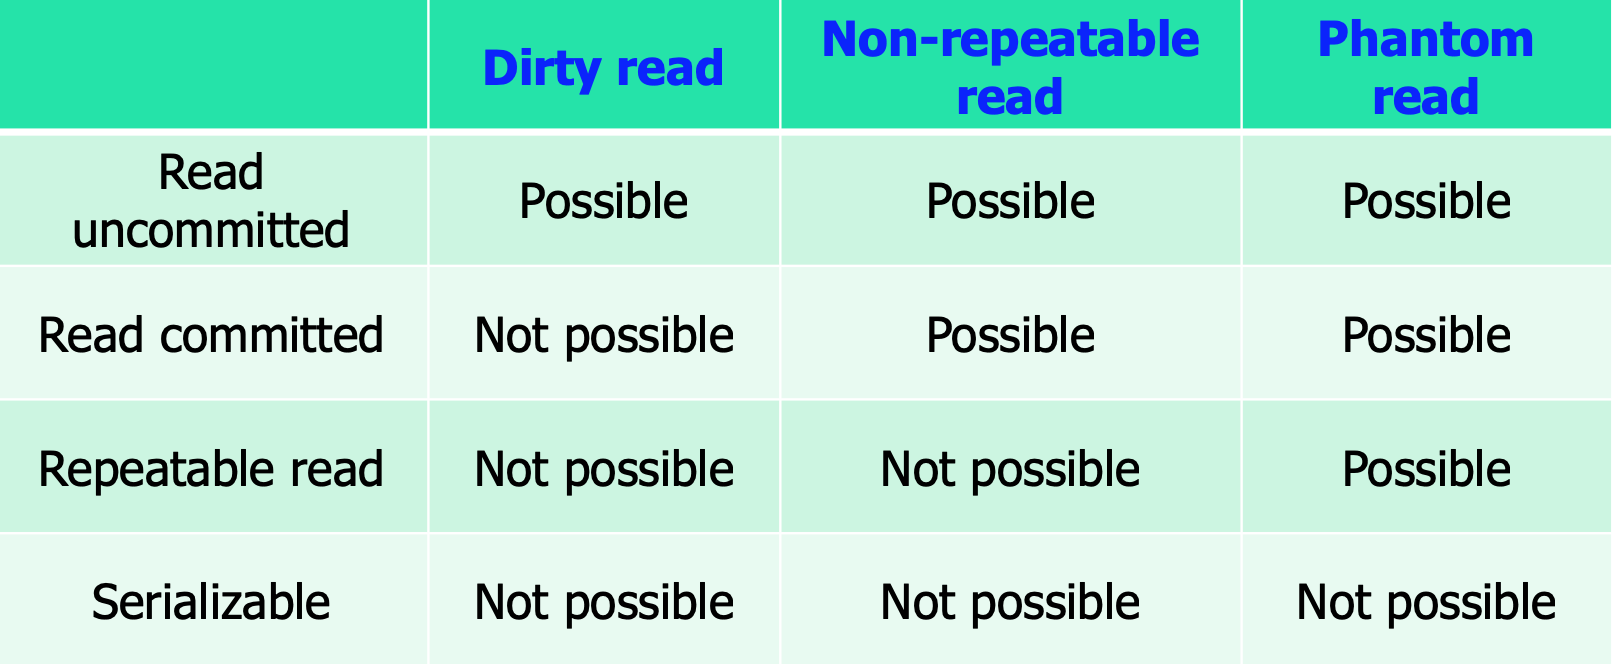 Dirty read
Non-repeatable
read
Phantom
read
Read
uncommitted
Possible
Possible
Possible
Read committed
Not possible
Possible
Possible
Repeatable read
Not possible
Not possible
Possible
Serializable
Not possible
Not possible
Not possible